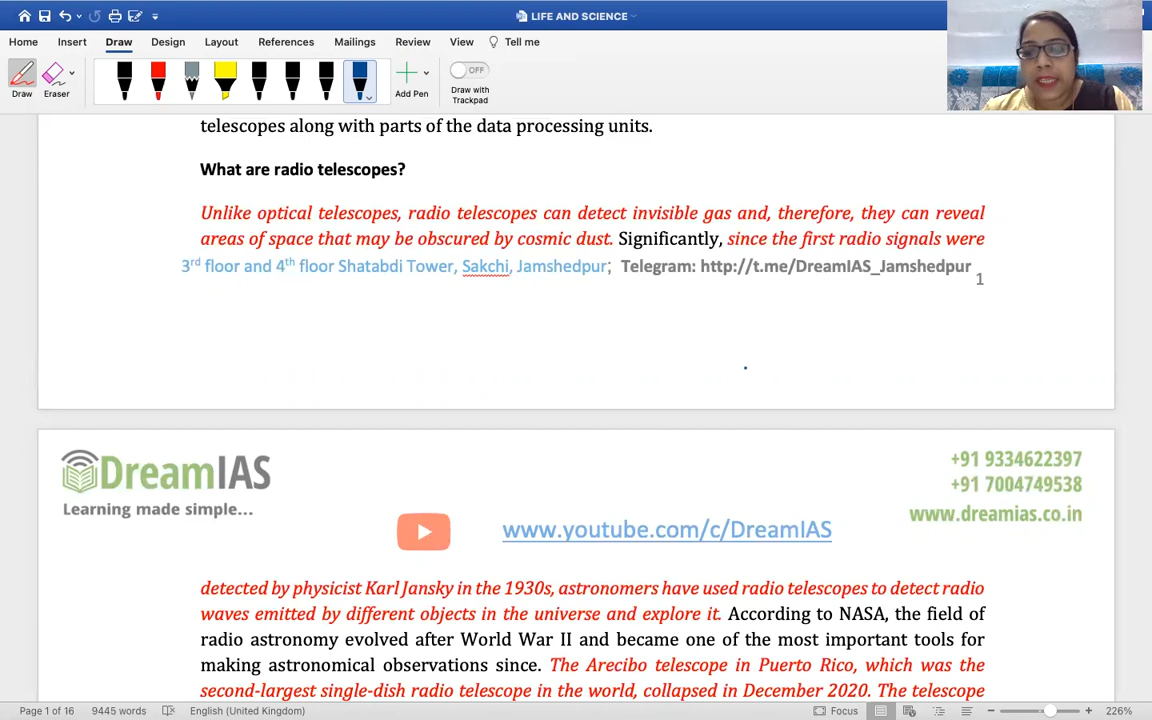 LIFE AND SCIENCE
Home Insert Draw Design Layout References Mailings Review View Tell me
Draw Eraser Add Pen OFF Draw with Trackpad
telescopes along with parts of the data processing units.
What are radio telescopes?
Unlike optical telescopes, radio telescopes can detect invisible gas and, therefore, they can reveal
areas of space that may be obscured by cosmic dust. Significantly, since the first radio signals were
3rd floor and 4th floor Shatabdi Tower, Sakchi, Jamshedpur; Telegram: http://t.me/DreamIAS_Jamshedpur
1
DreamIAS
Learning made simple...
+91 9334622397
+91 7004749538
www.dreamias.co.in
www.youtube.com/c/DreamIAS
detected by physicist Karl Jansky in the 1930s, astronomers have used radio telescopes to detect radio
waves emitted by different objects in the universe and explore it. According to NASA, the field of
radio astronomy evolved after World War II and became one of the most important tools for
making astronomical observations since. The Arecibo telescope in Puerto Rico, which was the
second-largest single-dish radio telescope in the world, collapsed in December 2020. The telescope
Page 1 of 16 9445 words English (United Kingdom) Focus 226%